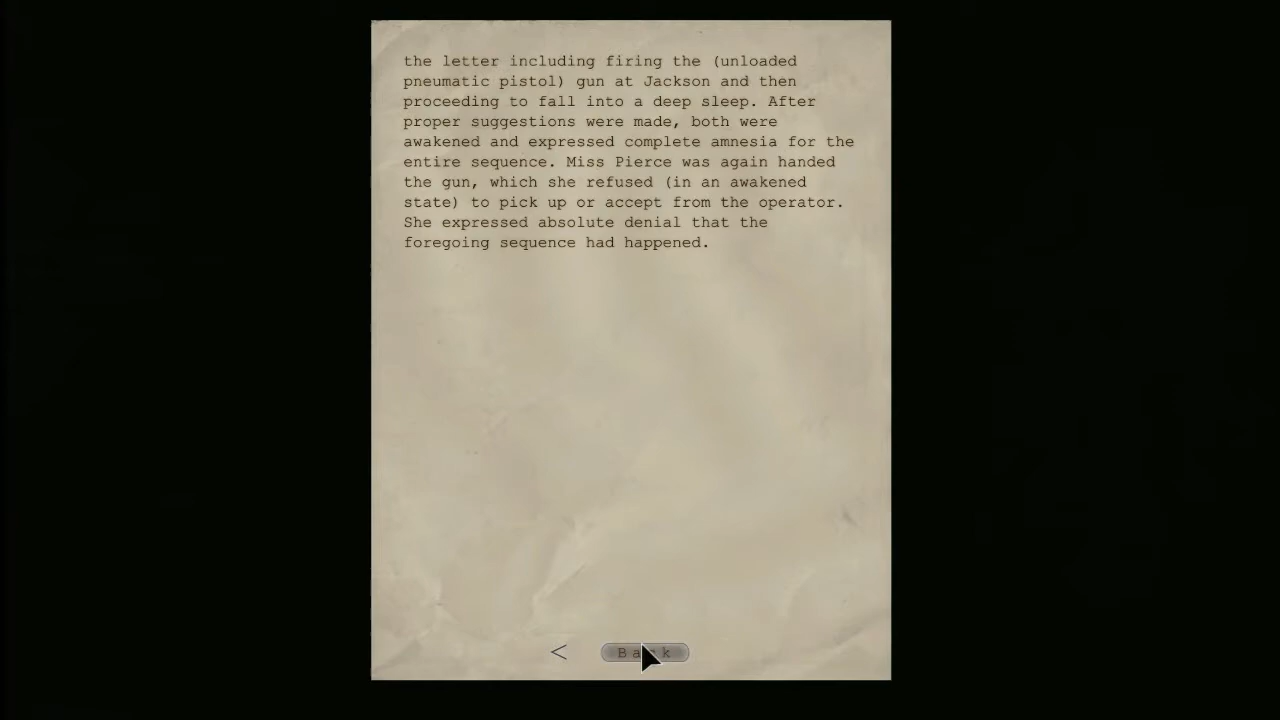 the letter including firing the (unloaded
pneumatic pistol) gun at Jackson and then
proceeding to fall into a deep sleep. After
proper suggestions were made, both were
awakened and expressed complete amnesia for the
entire sequence. Miss Pierce was again handed
the gun, which she refused (in an awakened
state) to pick up or accept from the operator.
She expressed absolute denial that the
foregoing sequence had happened.
< Back